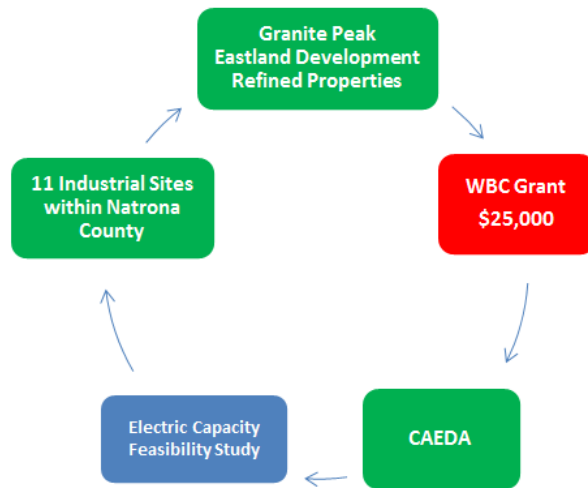 Granite Peak
Eastland Development
Refined Properties
11 Industrial Sites
within Natrona
County
WBC Grant
$25,000
Electric Capacity
Feasibility Study
CAEDA